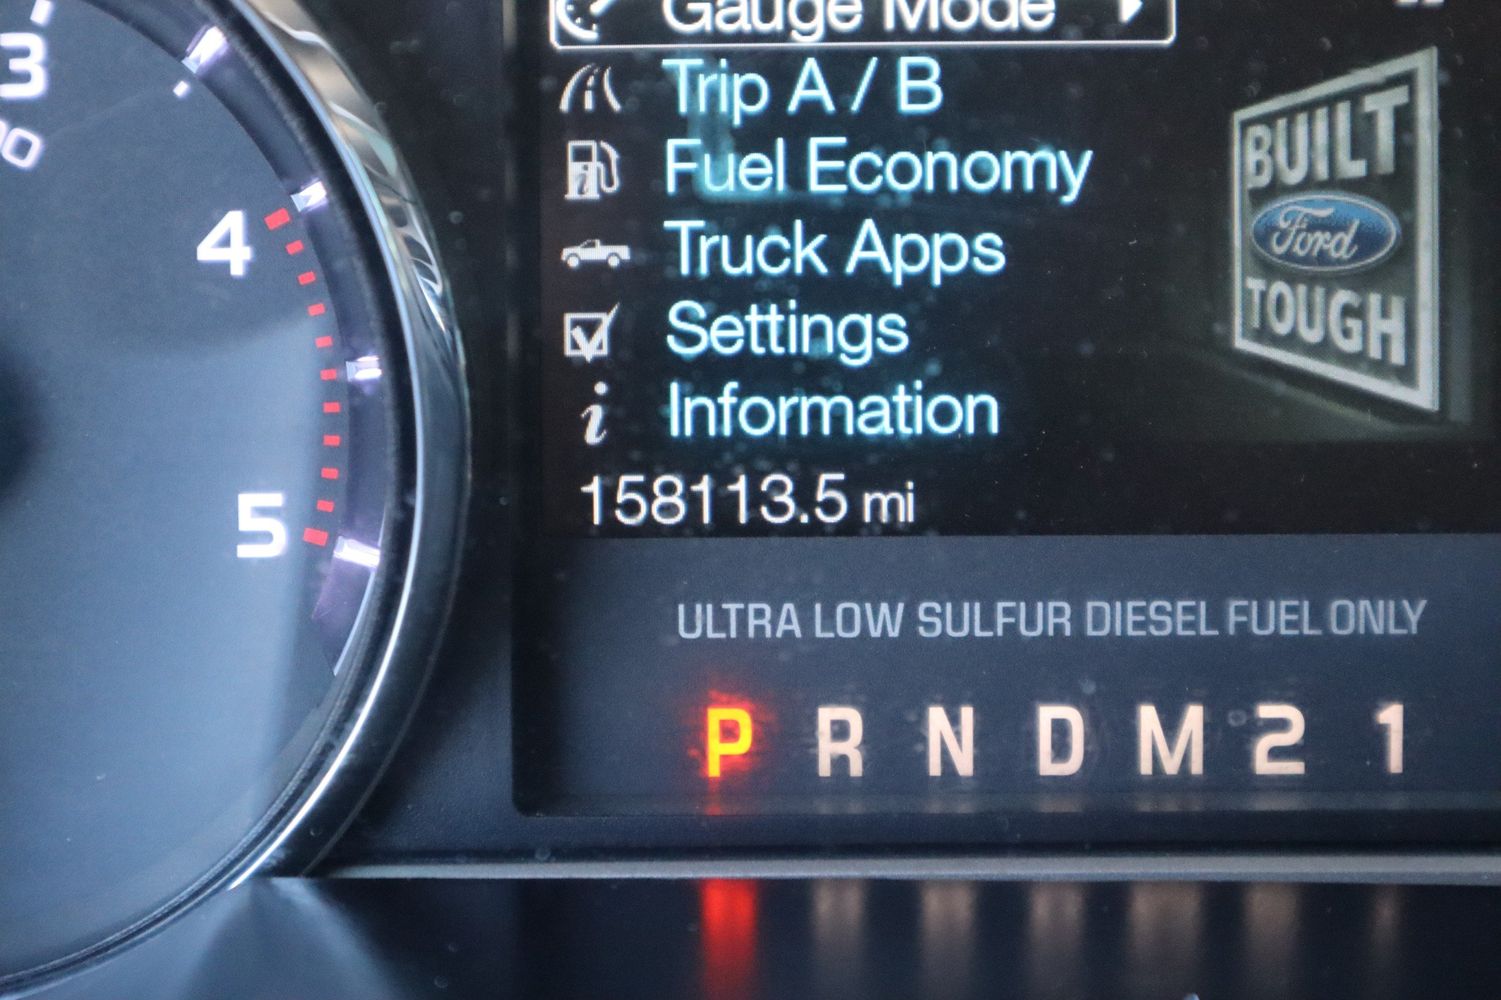 3
00
4
5
Gauge Mode
Trip A / B
Fuel Economy
Truck Apps
Settings
Information
158113.5 mi
BUILT
Ford
TOUGH
ULTRA LOW SULFUR DIESEL FUEL ONLY
P R N D M 2 1